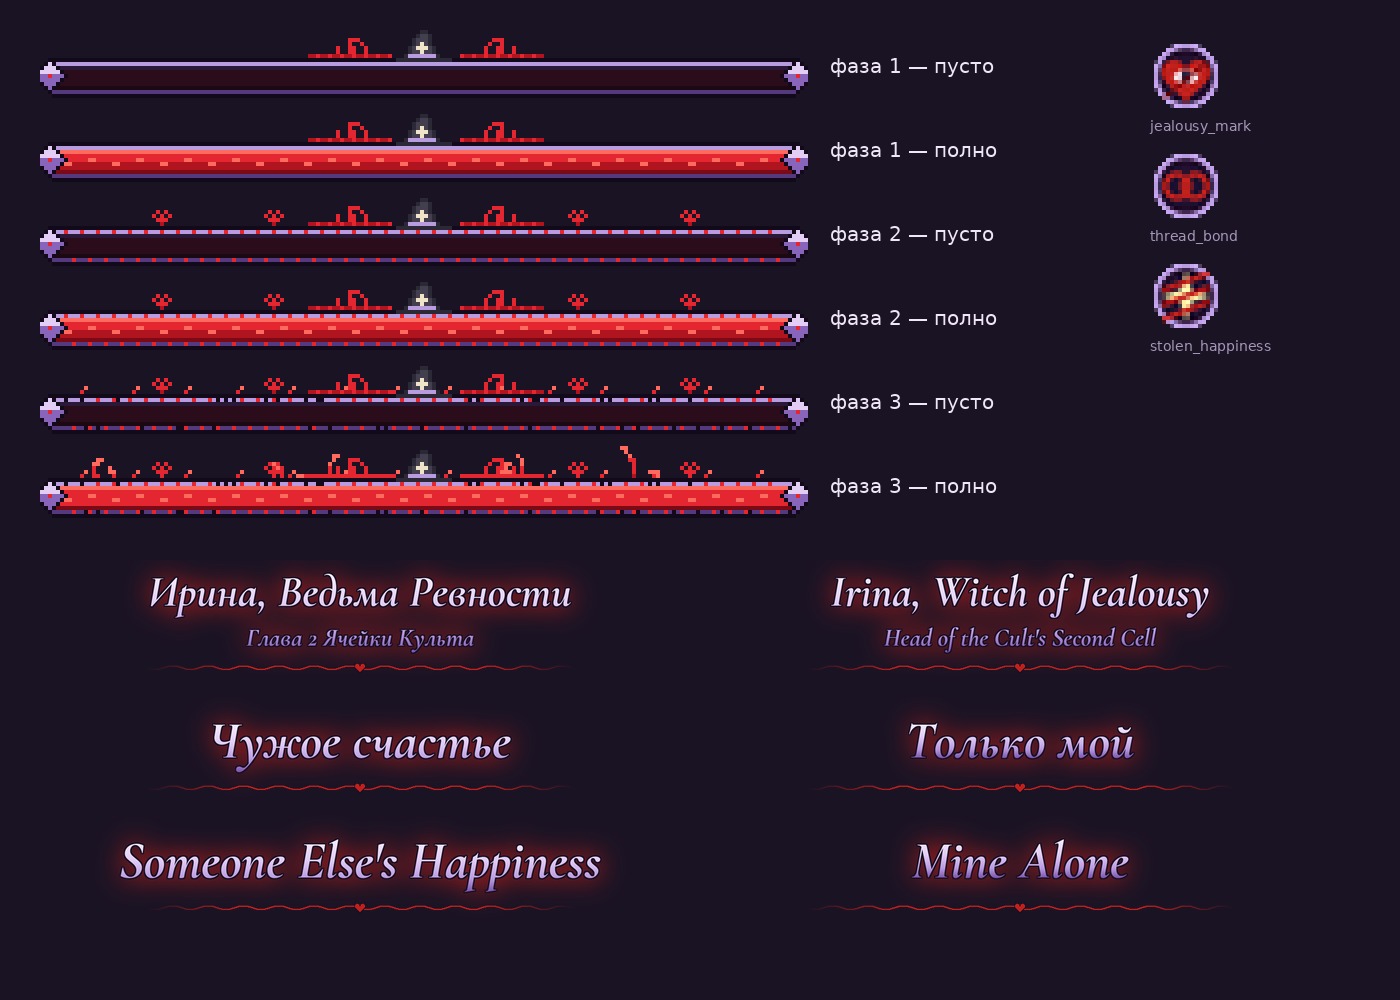 фаза 1 — пусто
фаза 1 — полно
фаза 2 — пусто
фаза 2 — полно
фаза 3 — пусто
фаза 3 — полно
jealousy_mark
thread_bond
stolen_happiness
Ирина, Ведьма Ревности
Глава 2 Ячейки Культа
Irina, Witch of Jealousy
Head of the Cult's Second Cell
Чужое счастье
Только мой
Someone Else's Happiness
Mine Alone